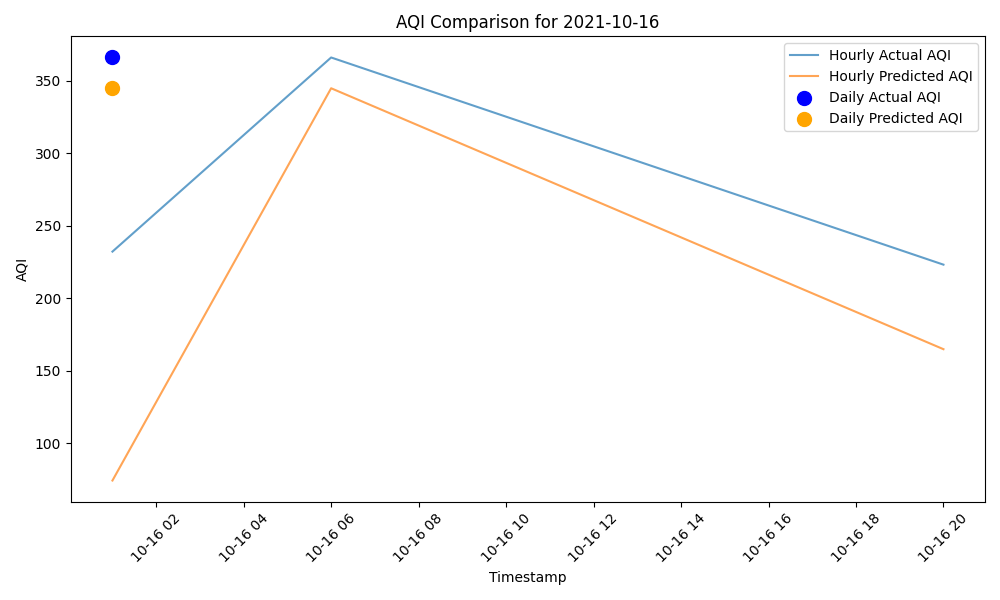 AQI Comparison for 2021-10-16
Hourly Actual AQI
Hourly Predicted AQI
Daily Actual AQI
Daily Predicted AQI
AQI
350
300
250
200
150
100
10-16 02
10-16 04
10-16 06
10-16 08
10-16 10
10-16 12
10-16 14
10-16 16
10-16 18
10-16 20
Timestamp